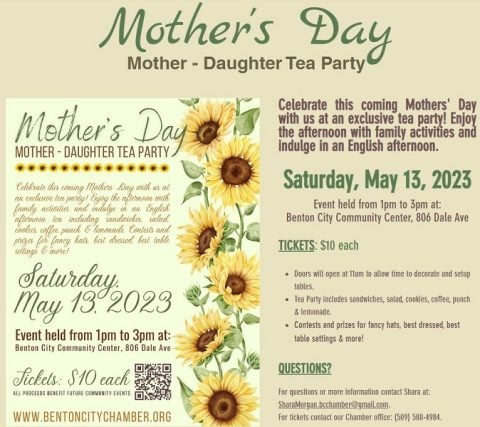 Mother's Day
Mother - Daughter Tea Party
Mother's Day
MOTHER - DAUGHTER TEA PARTY
Celebrate this coming Mothers' Day with us at
an exclusive tea party! Enjoy the afternoon with
family activities and indulge in an English
afternoon tea including sandwiches, salad,
cookies, coffee, punch & lemonade. Contests and
prizes for fancy hats, best dressed, best table
settings & more!
Saturday,
May 13, 2023
Event held from 1pm to 3pm at:
Benton City Community Center, 806 Dale Ave
Tickets: $10 each
ALL PROCEEDS BENEFIT FUTURE COMMUNITY EVENTS
WWW.BENTONCITYCHAMBER.ORG
Celebrate this coming Mothers' Day
with us at an exclusive tea party! Enjoy
the afternoon with family activities and
indulge in an English afternoon.
Saturday, May 13, 2023
Event held from 1pm to 3pm at:
Benton City Community Center, 806 Dale Ave
TICKETS: $10 each
• Doors will open at 11am to allow time to decorate and setup
tables.
• Tea Party includes sandwiches, salad, cookies, coffee, punch
& lemonade.
• Contests and prizes for fancy hats, best dressed, best
table settings & more!
QUESTIONS?
For questions or more information contact Shara at:
SharaMorgan.bcchamber@gmail.com.
For tickets contact our Chamber office: (509) 588-4984.